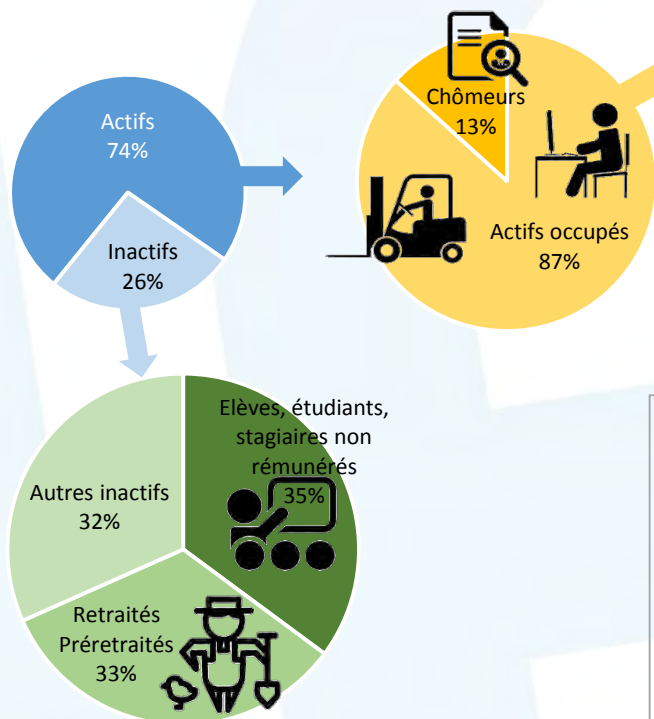 Actifs
74%
Inactifs
26%
Chômeurs
13%
Actifs occupés
87%
Elèves, étudiants,
stagiaires non
rémunérés
35%
Autres inactifs
32%
Retraités
Préretraités
33%